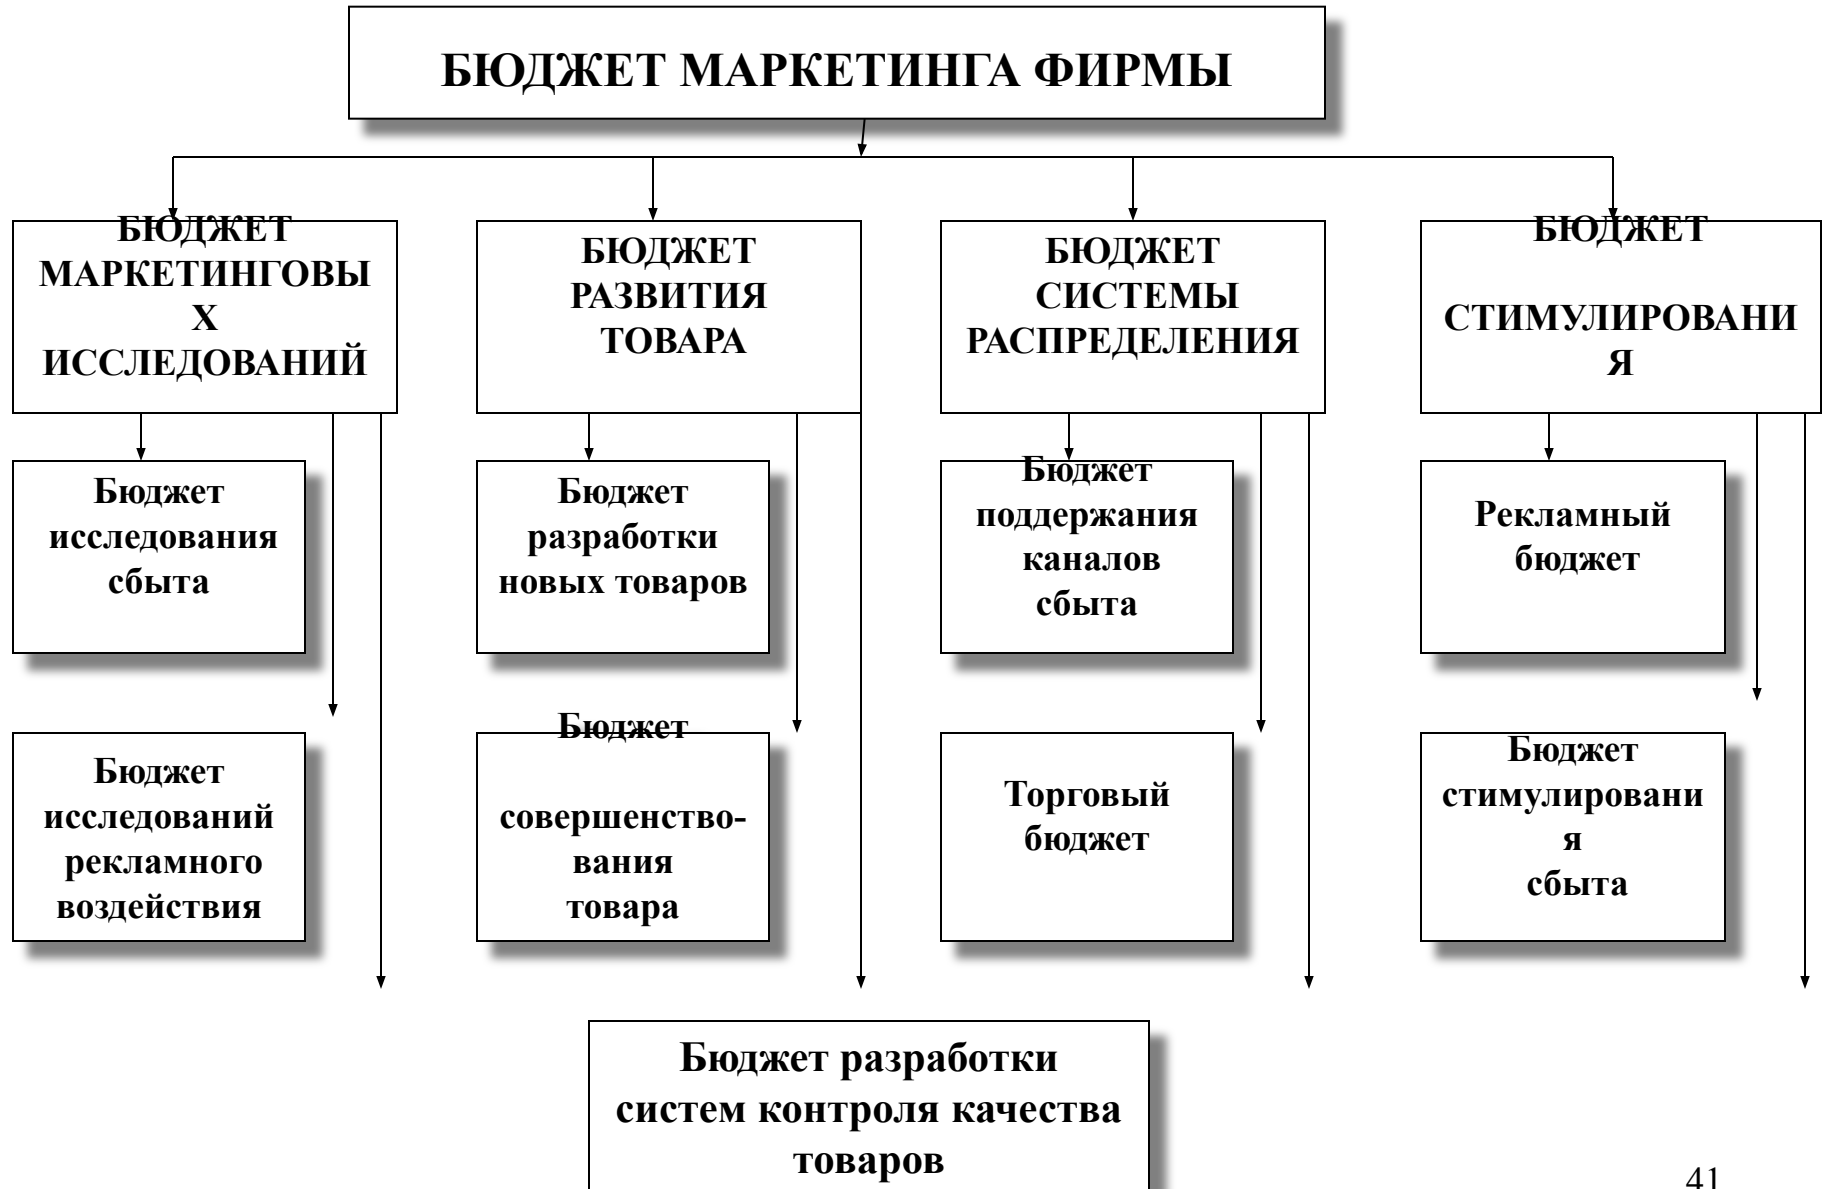 БЮДЖЕТ МАРКЕТИНГА ФИРМЫ
БЮДЖЕТ
МАРКЕТИНГОВЫ
Х
ИССЛЕДОВАНИЙ
БЮДЖЕТ
РАЗВИТИЯ
ТОВАРА
БЮДЖЕТ
СИСТЕМЫ
РАСПРЕДЕЛЕНИЯ
БЮДЖЕТ
СТИМУЛИРОВАНИ
Я
Бюджет
исследования
сбыта
Бюджет
разработки
новых товаров
Бюджет
поддержания
каналов
сбыта
Рекламный
бюджет
Бюджет
исследований
рекламного
воздействия
Бюджет
совершенство-
вания
товара
Торговый
бюджет
Бюджет
стимулировани
я
сбыта
Бюджет разработки
систем контроля качества
товаров
41